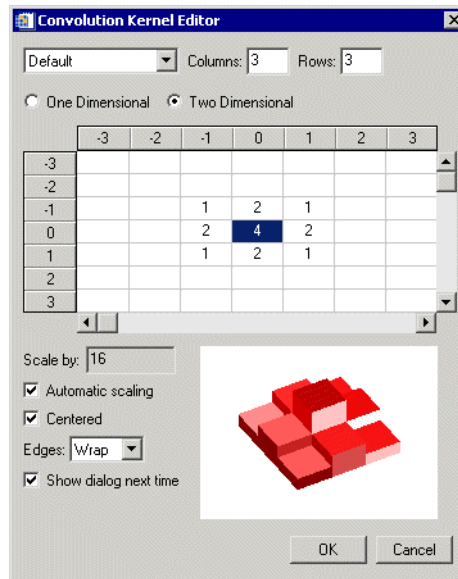 Convolution Kernel Editor
Default Columns: 3 Rows: 3
One Dimensional Two Dimensional
-3 -2 -1 0 1 2 3
-3
-2
-1 1 2 1
0 2 4 2
1 1 2 1
2
3
Scale by: 16
Automatic scaling
Centered
Edges: Wrap
Show dialog next time
OK Cancel